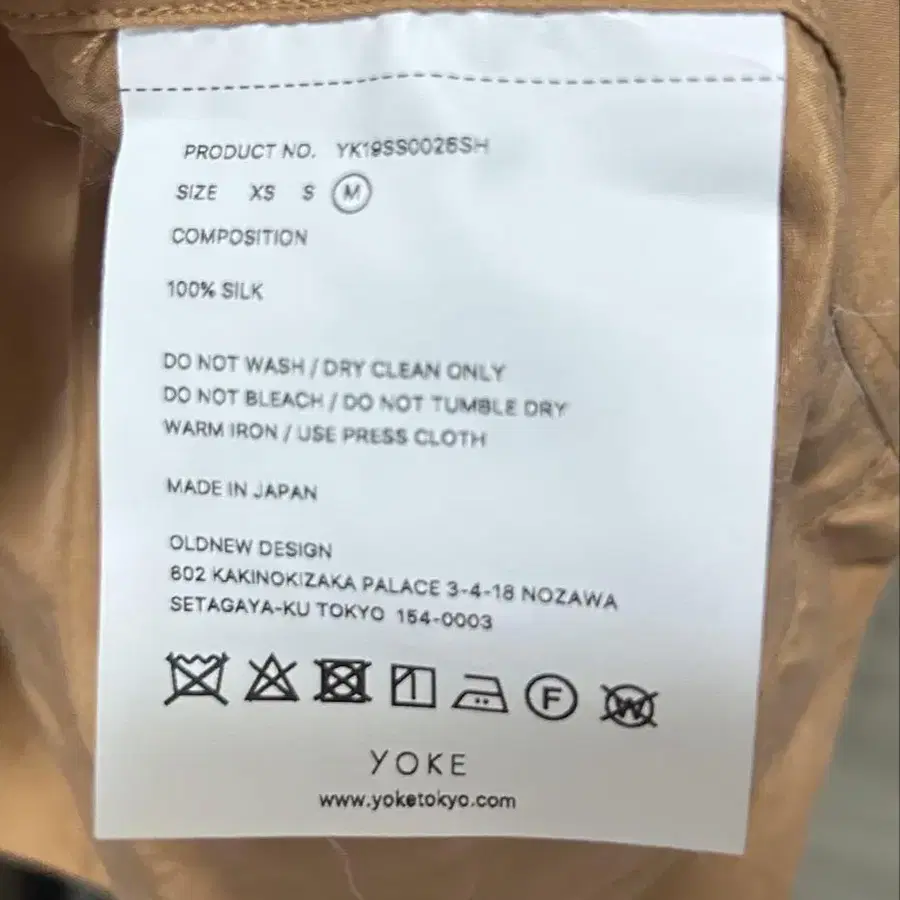 PRODUCT NO. YK19SS0026SH
SIZE XS S M
COMPOSITION
100% SILK
DO NOT WASH / DRY CLEAN ONLY
DO NOT BLEACH / DO NOT TUMBLE DRY
WARM IRON / USE PRESS CLOTH
MADE IN JAPAN
OLDNEW DESIGN
602 KAKINOKIZAKA PALACE 3-4-18 NOZAWA
SETAGAYA-KU TOKYO 154-0003
F W
YOKE
www.yoketokyo.com